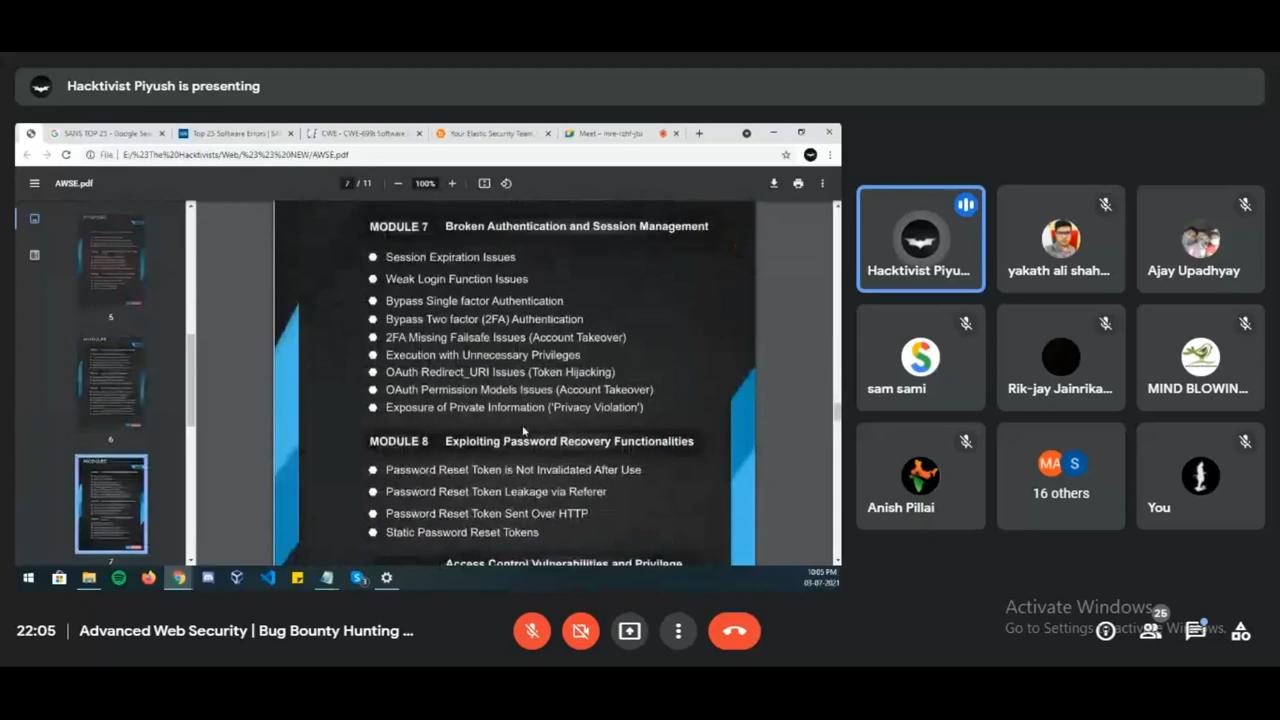 Hacktivist Piyush is presenting
SANS TOP 25 - Google Sea
Top 25 Software Errors | SA
CWE - CWE-699: Software
Your Elastic Security Team,
Meet - mre-rzhf-jtu
File | E:/%23The%20Hacktivists/Web/%23%23%20NEW/AWSE.pdf
AWSE.pdf
7 / 11
100%
5
6
7
MODULE 7 Broken Authentication and Session Management
Session Expiration Issues
Weak Login Function Issues
Bypass Single factor Authentication
Bypass Two factor (2FA) Authentication
2FA Missing Failsafe Issues (Account Takeover)
Execution with Unnecessary Privileges
OAuth Redirect_URI Issues (Token Hijacking)
OAuth Permission Models Issues (Account Takeover)
Exposure of Private Information ('Privacy Violation')
MODULE 8 Exploiting Password Recovery Functionalities
Password Reset Token is Not Invalidated After Use
Password Reset Token Leakage via Referer
Password Reset Token Sent Over HTTP
Static Password Reset Tokens
Access Control Vulnerabilities and Privilege
10:05 PM
03-07-2021
Hacktivist Piyu...
yakath ali shah...
Ajay Upadhyay
sam sami
Rik-jay Jainrika...
MIND BLOWIN...
Anish Pillai
MA
S
16 others
You
22:05 | Advanced Web Security | Bug Bounty Hunting ...
Activate Windows
Go to Settings to activate Windows.
25